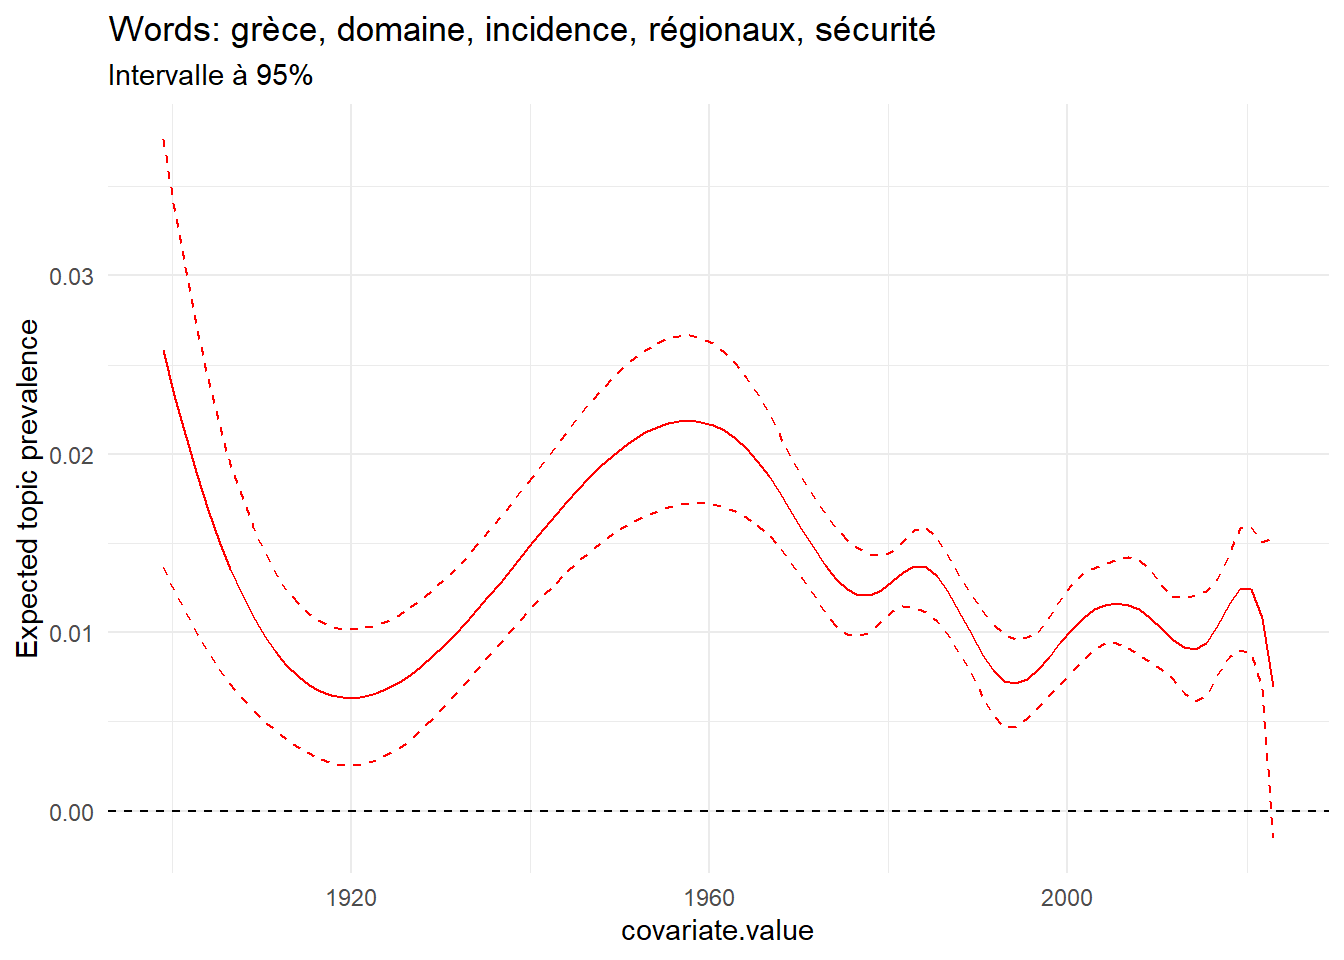 Words: grèce, domaine, incidence, régionaux, sécurité
Intervalle à 95%
Expected topic prevalence
0.03
0.02
0.01
0.00
1920 1960 2000
covariate.value